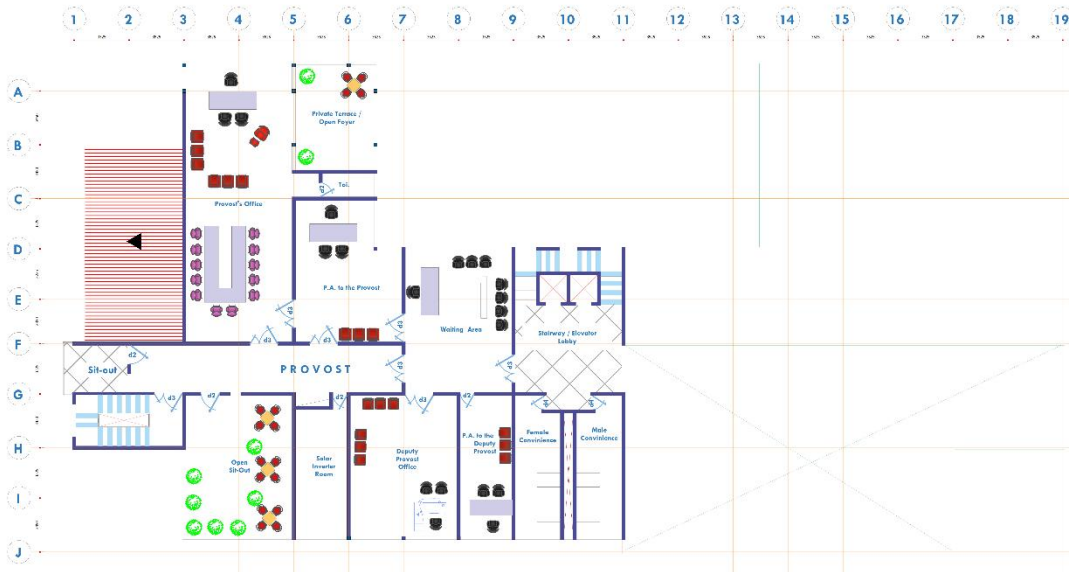 1 2 3 4 5 6 7 8 9 10 11 12 13 14 15 16 17 18 19
A
Private Terrace /
Open Foyer
B
Toi.
C
Provost's Office
D
P.A. to the Provost
E
Waiting Area
Stairway / Elevator
Lobby
F
d3
d3
d3
d3
d2
Sit-out
PROVOST
d3
d3
G
d3
d2
d2
d3
d2
H
Open
Sit-Out
Solar
Inverter
Room
Deputy
Provost
Office
P.A. to the
Deputy
Provost
Female
Convinience
Male
Convinience
I
J